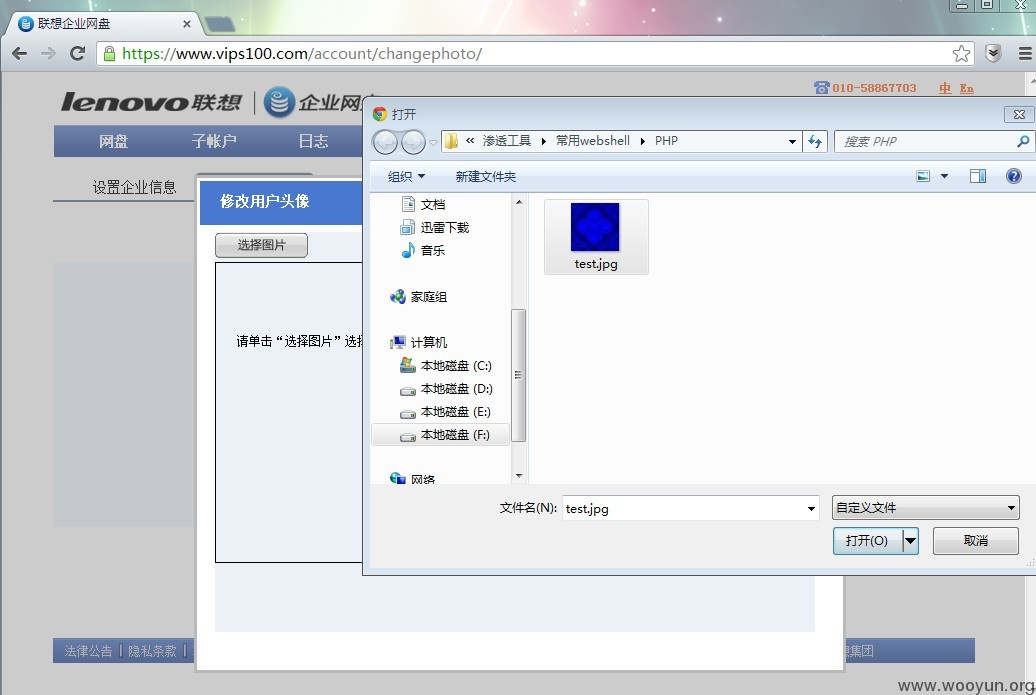 联想企业网盘
https://www.vips100.com/account/changephoto/
lenovo联想 企业网
010-58867703 中 En
网盘 子帐户 日志
设置企业信息
修改用户头像
选择图片
请单击“选择图片”选
打开
« 渗透工具 常用webshell PHP
搜索 PHP
组织 新建文件夹
文档
迅雷下载
音乐
家庭组
计算机
本地磁盘 (C:)
本地磁盘 (D:)
本地磁盘 (E:)
本地磁盘 (F:)
网络
test.jpg
文件名(N): test.jpg
自定义文件
打开(O) 取消
法律公告 隐私条款
集团
www.wooyun.org